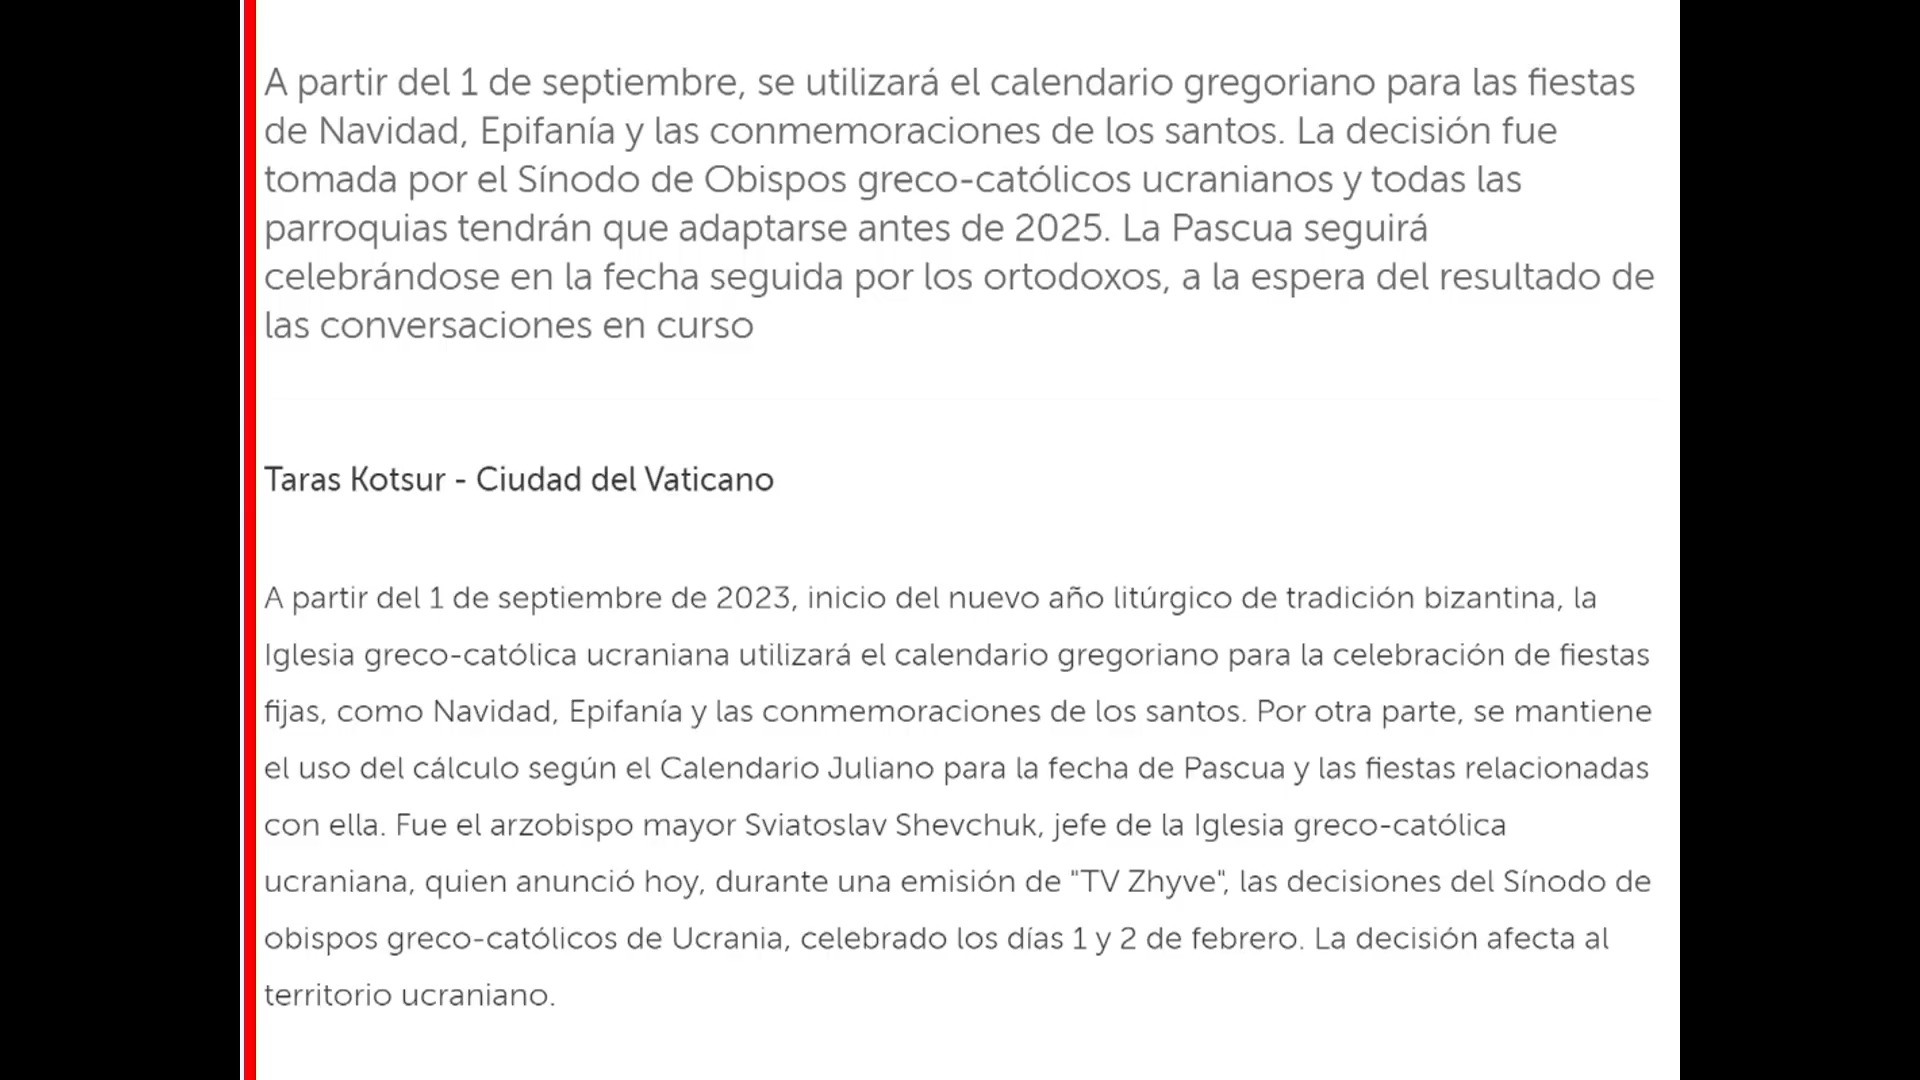 A partir del 1 de septiembre, se utilizará el calendario gregoriano para las fiestas
de Navidad, Epifanía y las conmemoraciones de los santos. La decisión fue
tomada por el Sínodo de Obispos greco-católicos ucranianos y todas las
parroquias tendrán que adaptarse antes de 2025. La Pascua seguirá
celebrándose en la fecha seguida por los ortodoxos, a la espera del resultado de
las conversaciones en curso
Taras Kotsur - Ciudad del Vaticano
A partir del 1 de septiembre de 2023, inicio del nuevo año litúrgico de tradición bizantina, la
Iglesia greco-católica ucraniana utilizará el calendario gregoriano para la celebración de fiestas
fijas, como Navidad, Epifanía y las conmemoraciones de los santos. Por otra parte, se mantiene
el uso del cálculo según el Calendario Juliano para la fecha de Pascua y las fiestas relacionadas
con ella. Fue el arzobispo mayor Sviatoslav Shevchuk, jefe de la Iglesia greco-católica
ucraniana, quien anunció hoy, durante una emisión de "TV Zhyve", las decisiones del Sínodo de
obispos greco-católicos de Ucrania, celebrado los días 1 y 2 de febrero. La decisión afecta al
territorio ucraniano.